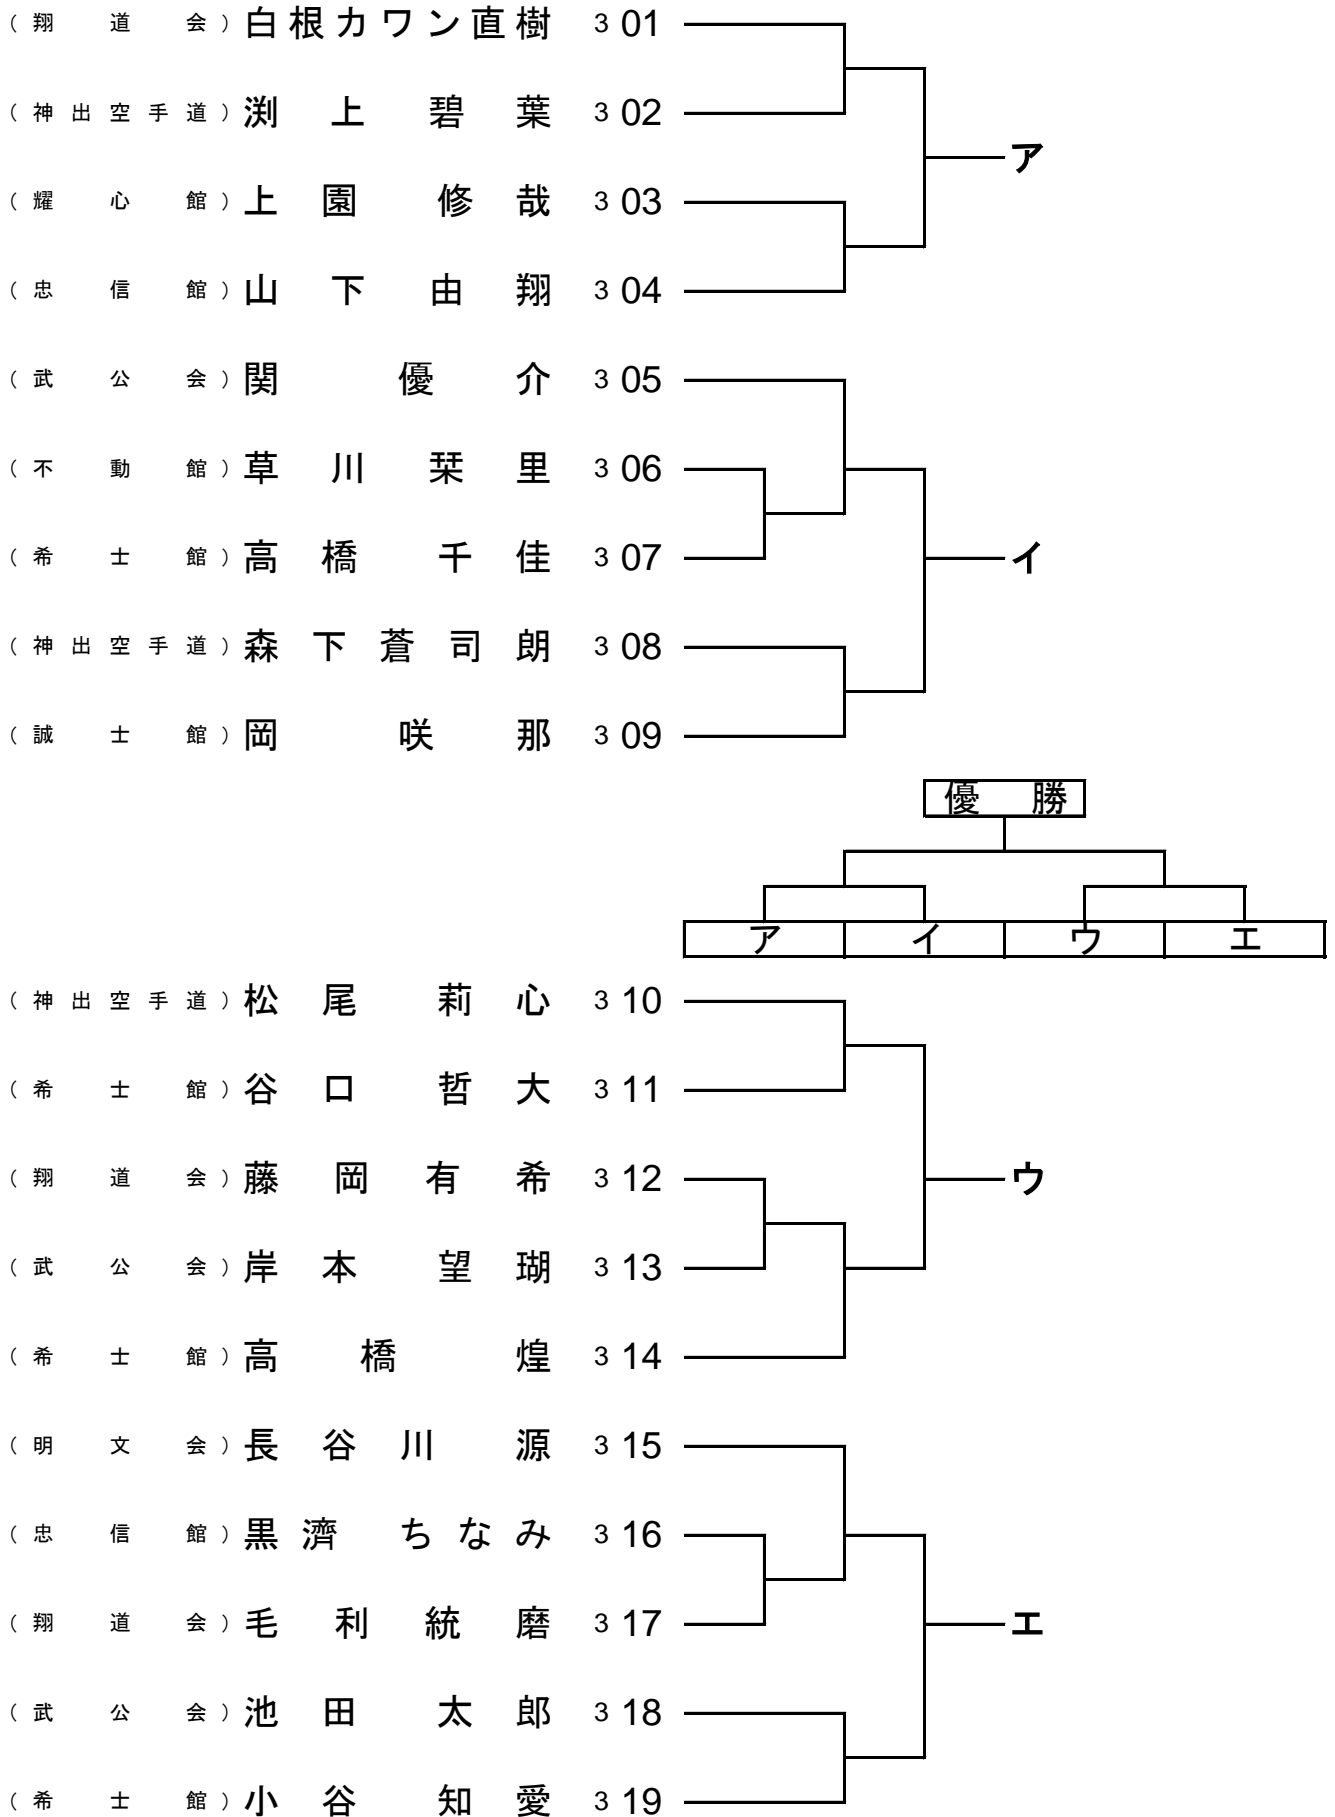 （翔道会）白根カワン直樹 3 01
（神出空手道）渕上碧葉 3 02
ア
（耀心館）上園修哉 3 03
（忠信館）山下由翔 3 04
（武公会）関優介 3 05
（不動館）草川栞里 3 06
（希士館）高橋千佳 3 07 イ
（神出空手道）森下蒼司朗 3 08
（誠士館）岡咲那 3 09
優勝
ア イ ウ エ
（神出空手道）松尾莉心 3 10
（希士館）谷口哲大 3 11
（翔道会）藤岡有希 3 12 ウ
（武公会）岸本望瑚 3 13
（希士館）高橋煌 3 14
（明文会）長谷川源 3 15
（忠信館）黒濟ちなみ 3 16
（翔道会）毛利統磨 3 17 エ
（武公会）池田太郎 3 18
（希士館）小谷知愛 3 19